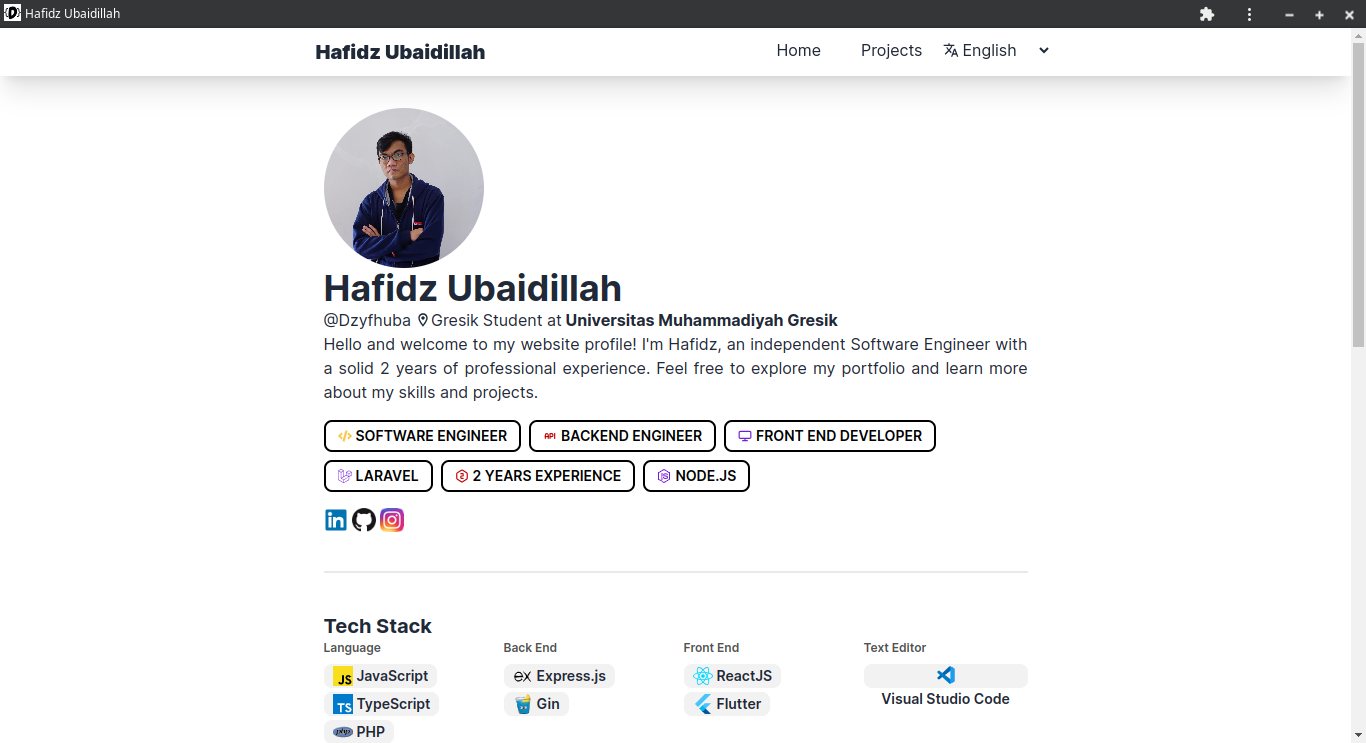 Hafidz Ubaidillah
Hafidz Ubaidillah
Home Projects English
Hafidz Ubaidillah
@Dzyfhuba Gresik Student at Universitas Muhammadiyah Gresik
Hello and welcome to my website profile! I'm Hafidz, an independent Software Engineer with
a solid 2 years of professional experience. Feel free to explore my portfolio and learn more
about my skills and projects.
SOFTWARE ENGINEER API BACKEND ENGINEER FRONT END DEVELOPER
LARAVEL 2 YEARS EXPERIENCE NODE.JS
in
Tech Stack
Language Back End Front End Text Editor
JS JavaScript ex Express.js ReactJS
TS TypeScript Gin Flutter Visual Studio Code
php PHP